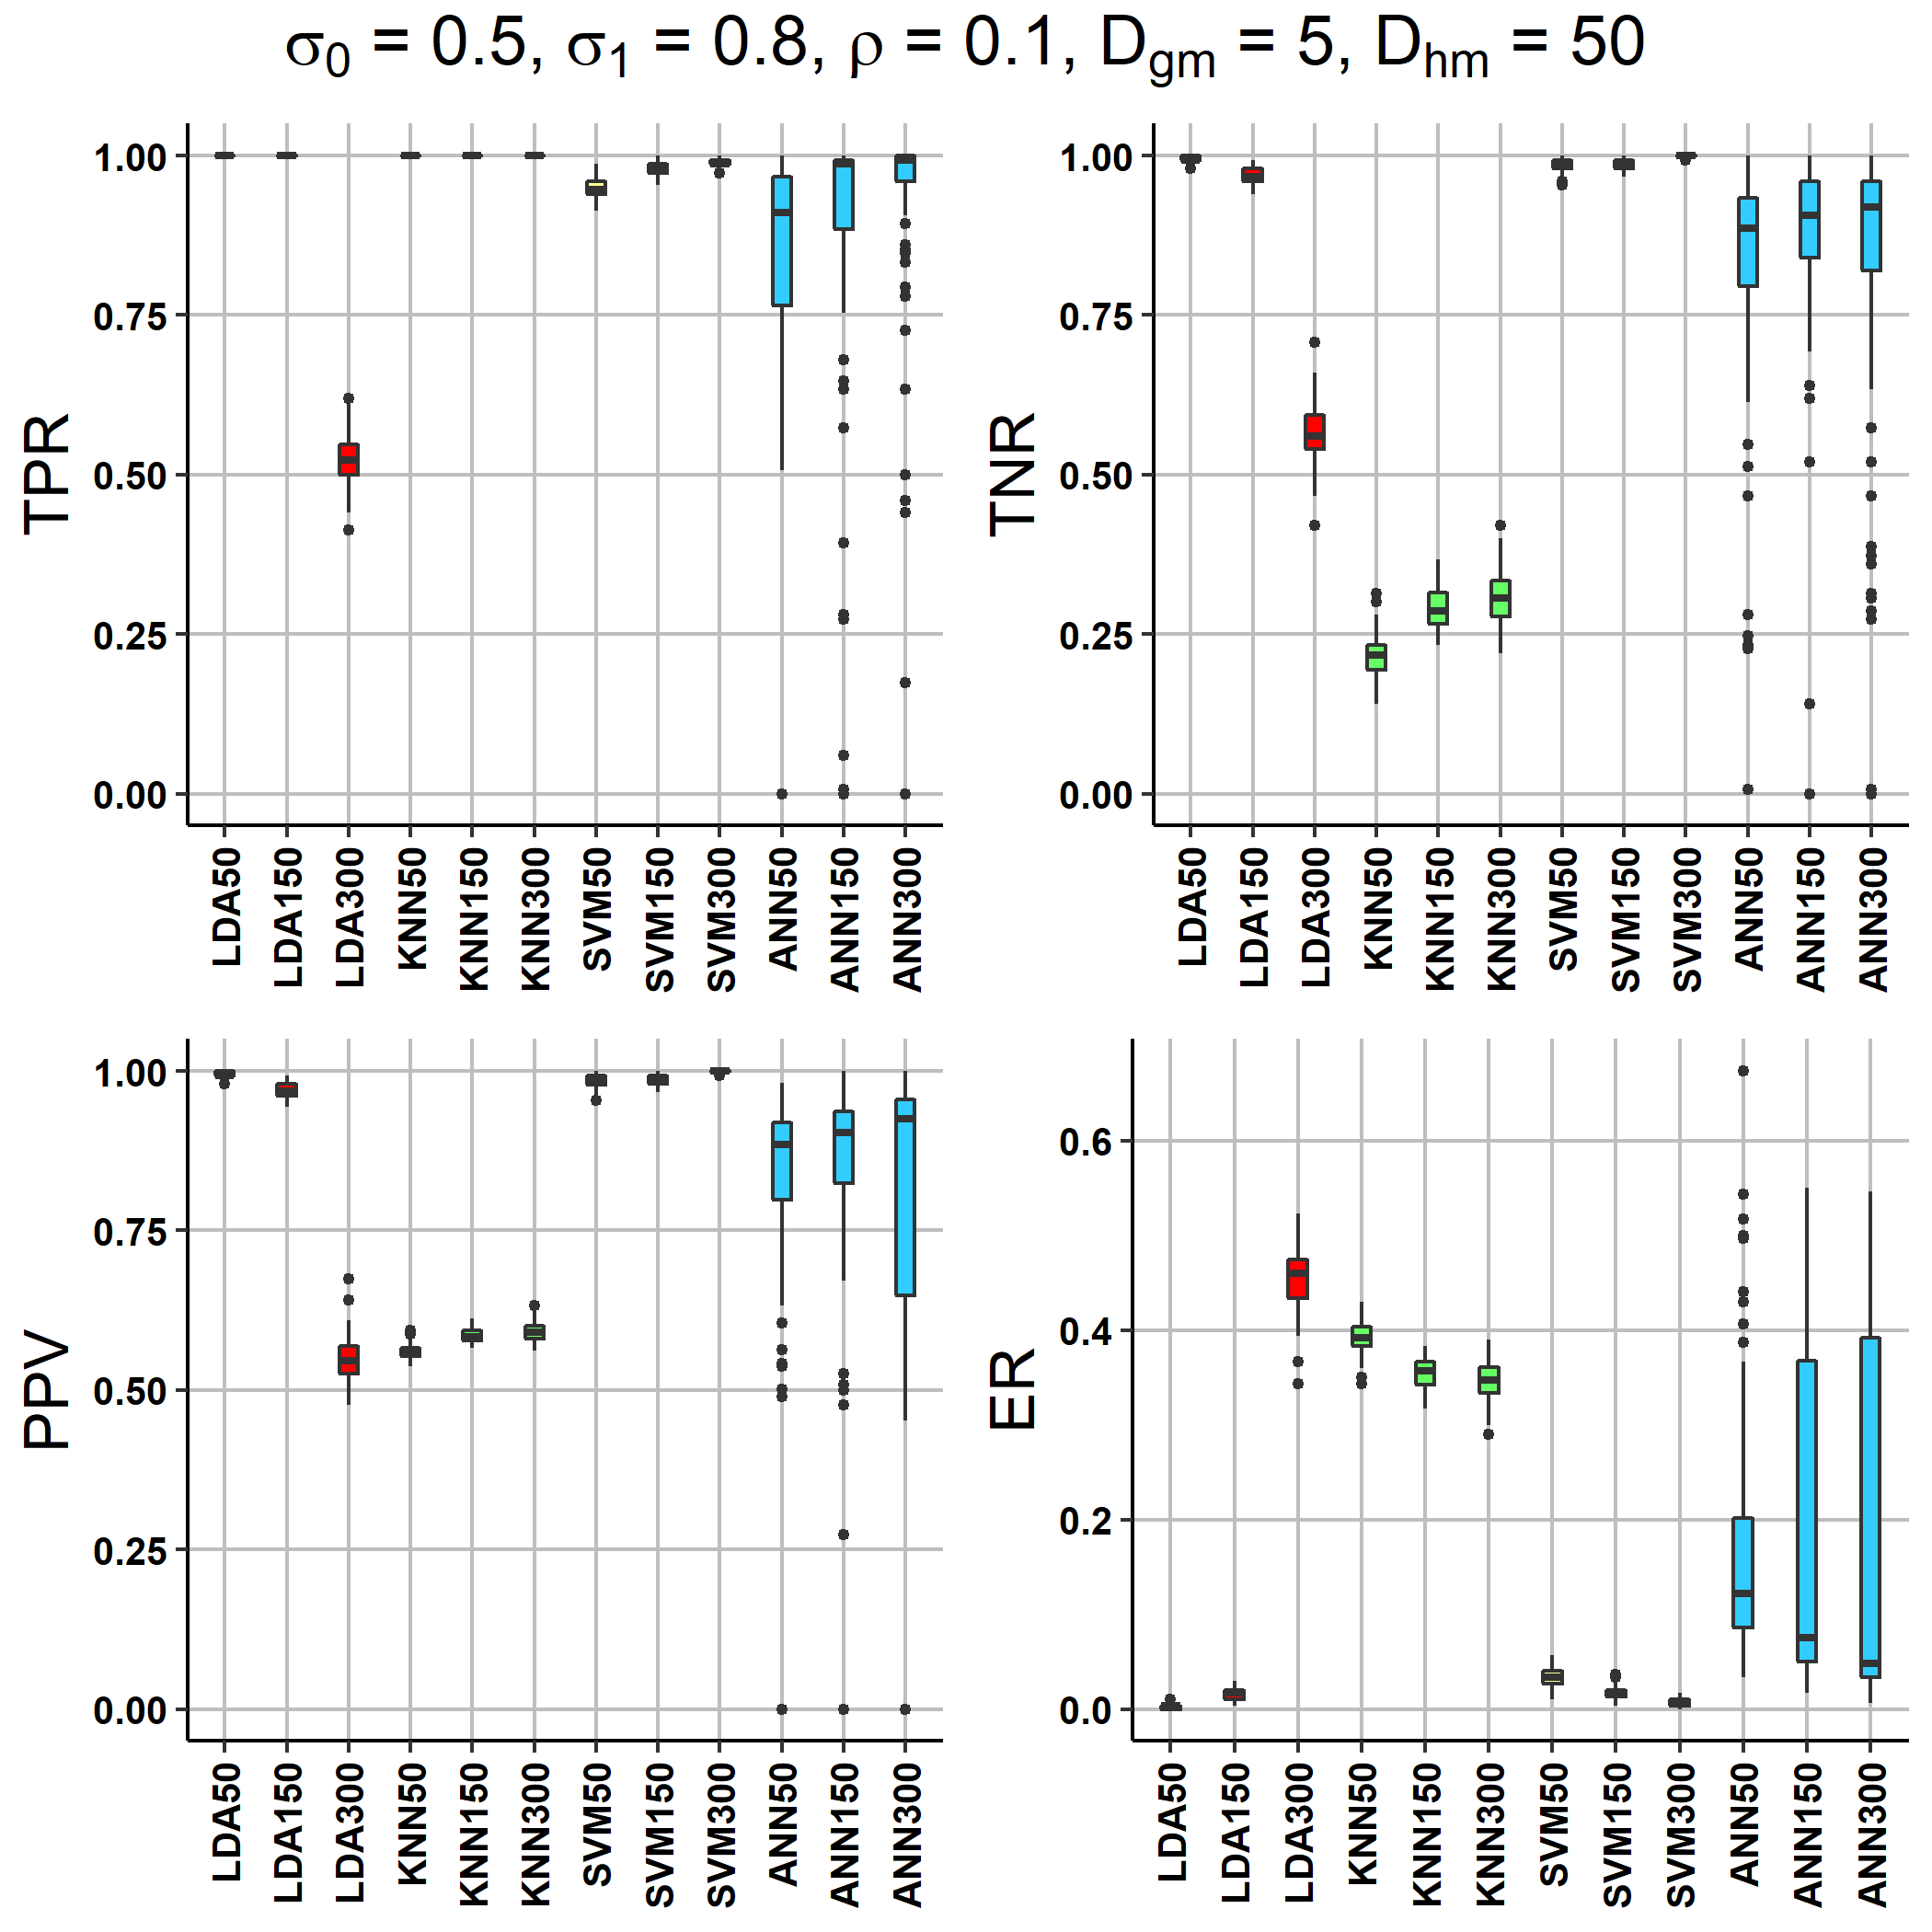 σ0 = 0.5, σ1 = 0.8, ρ = 0.1, Dgm = 5, Dhm = 50
TPR
1.00
0.75
0.50
0.25
0.00
LDA50
LDA150
LDA300
KNN50
KNN150
KNN300
SVM50
SVM150
SVM300
ANN50
ANN150
ANN300
TNR
1.00
0.75
0.50
0.25
0.00
LDA50
LDA150
LDA300
KNN50
KNN150
KNN300
SVM50
SVM150
SVM300
ANN50
ANN150
ANN300
PPV
1.00
0.75
0.50
0.25
0.00
LDA50
LDA150
LDA300
KNN50
KNN150
KNN300
SVM50
SVM150
SVM300
ANN50
ANN150
ANN300
ER
0.6
0.4
0.2
0.0
LDA50
LDA150
LDA300
KNN50
KNN150
KNN300
SVM50
SVM150
SVM300
ANN50
ANN150
ANN300